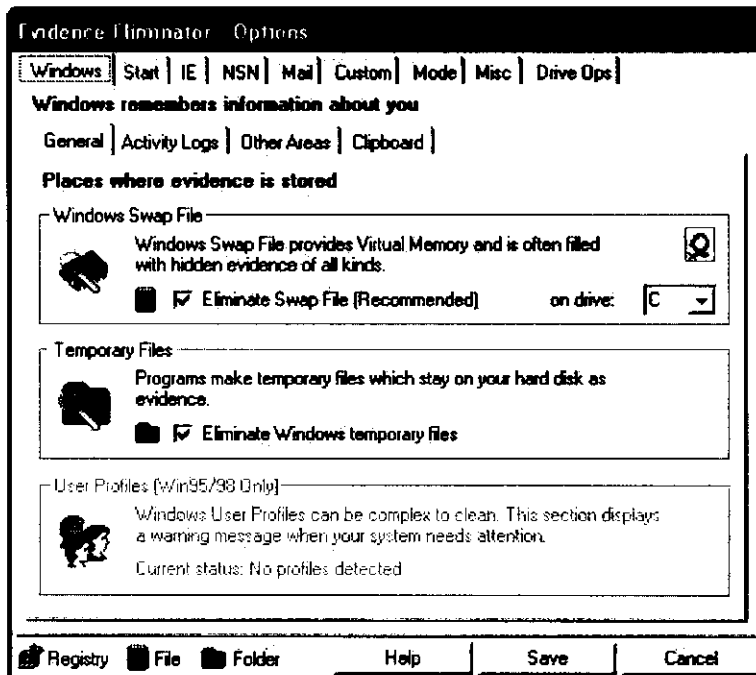 Evidence Eliminator Options
Windows Start IE NSN Mail Custom Mode Misc Drive Ops
Windows remembers information about you
General Activity Logs Other Areas Clipboard
Places where evidence is stored
Windows Swap File
Windows Swap File provides Virtual Memory and is often filled
with hidden evidence of all kinds.
Eliminate Swap File (Recommended) on drive: C
Temporary Files
Programs make temporary files which stay on your hard disk as
evidence.
Eliminate Windows temporary files
User Profiles (Win95/98 Only)
Windows User Profiles can be complex to clean. This section displays
a warning message when your system needs attention.
Current status: No profiles detected
Registry File Folder Help Save Cancel